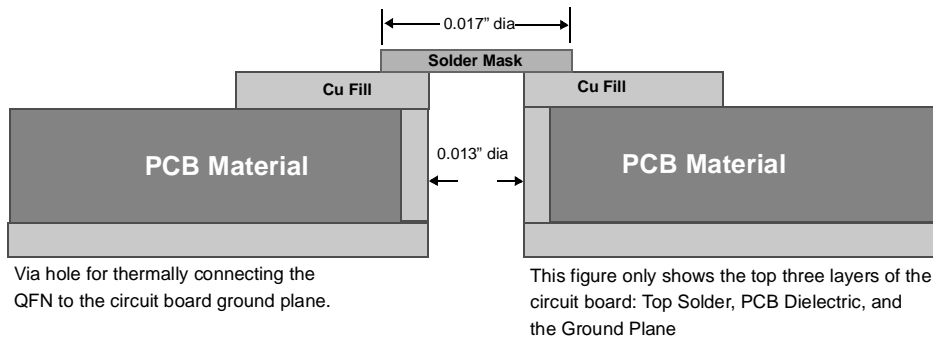 0.017” dia
Solder Mask
Cu Fill
Cu Fill
PCB Material
0.013” dia
PCB Material
Via hole for thermally connecting the
QFN to the circuit board ground plane.
This figure only shows the top three layers of the
circuit board: Top Solder, PCB Dielectric, and
the Ground Plane